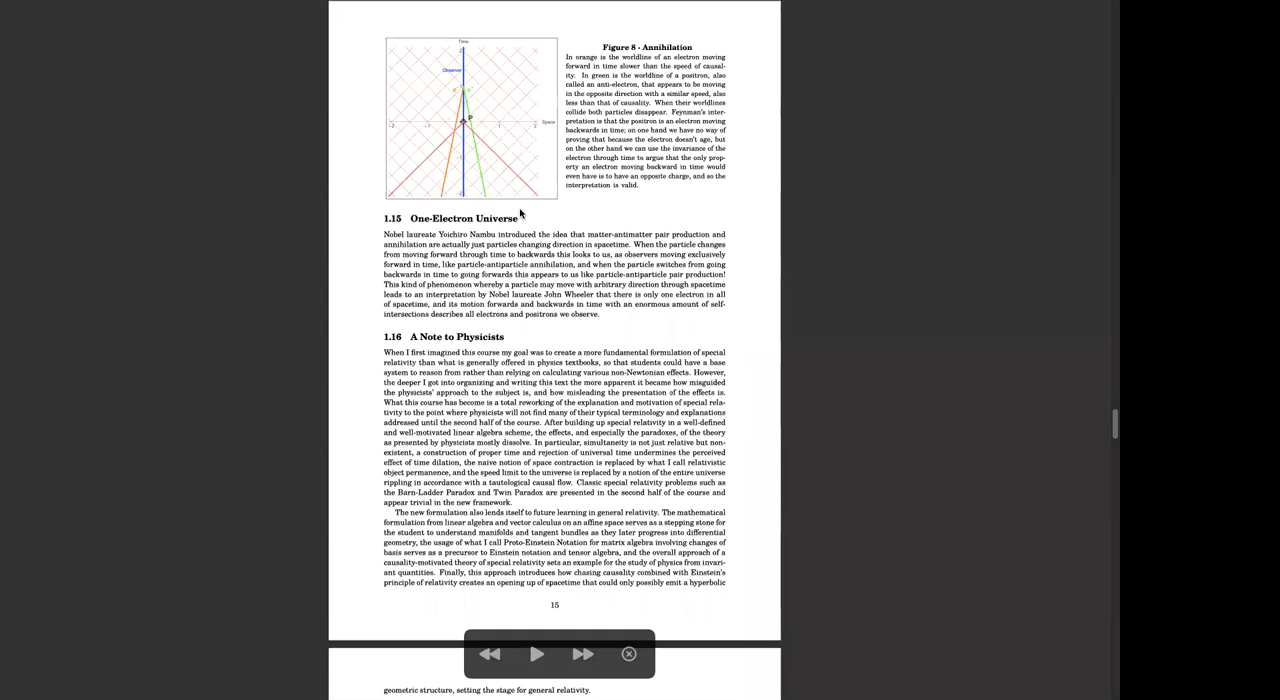 Time
2
Observer
e⁻
e⁺
P
Space
-2
-1
1
2
-1
-2
Figure 8 - Annihilation
In orange is the worldline of an electron moving
forward in time slower than the speed of causal-
ity. In green is the worldline of a positron, also
called an anti-electron, that appears to be moving
in the opposite direction with a similar speed, also
less than that of causality. When their worldlines
collide both particles disappear. Feynman's inter-
pretation is that the positron is an electron moving
backwards in time; on one hand we have no way of
proving that because the electron doesn't age, but
on the other hand we can use the invariance of the
electron through time to argue that the only prop-
erty an electron moving backward in time would
even have is to have an opposite charge, and so the
interpretation is valid.
1.15 One-Electron Universe
Nobel laureate Yoichiro Nambu introduced the idea that matter-antimatter pair production and
annihilation are actually just particles changing direction in spacetime. When the particle changes
from moving forward through time to backwards this looks to us, as observers moving exclusively
forward in time, like particle-antiparticle annihilation, and when the particle switches from going
backwards in time to going forwards this appears to us like particle-antiparticle pair production!
This kind of phenomenon whereby a particle may move with arbitrary direction through spacetime
leads to an interpretation by Nobel laureate John Wheeler that there is only one electron in all
of spacetime, and its motion forwards and backwards in time with an enormous amount of self-
intersections describes all electrons and positrons we observe.
1.16 A Note to Physicists
When I first imagined this course my goal was to create a more fundamental formulation of special
relativity than what is generally offered in physics textbooks, so that students could have a base
system to reason from rather than relying on calculating various non-Newtonian effects. However,
the deeper I got into organizing and writing this text the more apparent it became how misguided
the physicists' approach to the subject is, and how misleading the presentation of the effects is.
What this course has become is a total reworking of the explanation and motivation of special rela-
tivity to the point where physicists will not find many of their typical terminology and explanations
addressed until the second half of the course. After building up special relativity in a well-defined
and well-motivated linear algebra scheme, the effects, and especially the paradoxes, of the theory
as presented by physicists mostly dissolve. In particular, simultaneity is not just relative but non-
existent, a construction of proper time and rejection of universal time undermines the perceived
effect of time dilation, the naive notion of space contraction is replaced by what I call relativistic
object permanence, and the speed limit to the universe is replaced by a notion of the entire universe
rippling in accordance with a tautological causal flow. Classic special relativity problems such as
the Barn-Ladder Paradox and Twin Paradox are presented in the second half of the course and
appear trivial in the new framework.
The new formulation also lends itself to future learning in general relativity. The mathematical
formulation from linear algebra and vector calculus on an affine space serves as a stepping stone for
the student to understand manifolds and tangent bundles as they later progress into differential
geometry, the usage of what I call Proto-Einstein Notation for matrix algebra involving changes of
basis serves as a precursor to Einstein notation and tensor algebra, and the overall approach of a
causality-motivated theory of special relativity sets an example for the study of physics from invari-
ant quantities. Finally, this approach introduces how chasing causality combined with Einstein's
principle of relativity creates an opening up of spacetime that could only possibly emit a hyperbolic
15
geometric structure, setting the stage for general relativity.